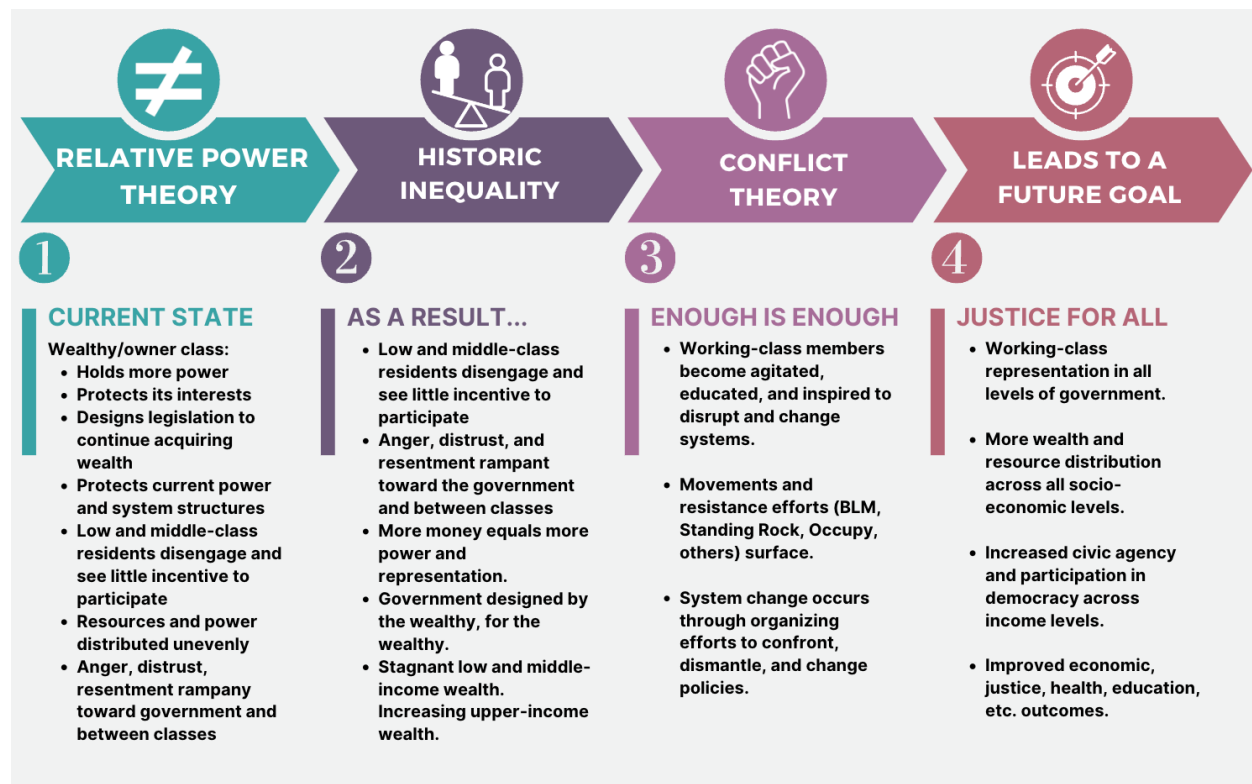 RELATIVE POWER
THEORY
HISTORIC
INEQUALITY
CONFLICT
THEORY
LEADS TO A
FUTURE GOAL
1
CURRENT STATE
Wealthy/owner class:
• Holds more power
• Protects its interests
• Designs legislation to
continue acquiring
wealth
• Protects current power
and system structures
• Low and middle-class
residents disengage and
see little incentive to
participate
• Resources and power
distributed unevenly
• Anger, distrust,
resentment rampany
toward government and
between classes
2
AS A RESULT...
• Low and middle-class
residents disengage and
see little incentive to
participate
• Anger, distrust, and
resentment rampant
toward the government
and between classes
• More money equals more
power and
representation.
• Government designed by
the wealthy, for the
wealthy.
• Stagnant low and middle-
income wealth.
Increasing upper-income
wealth.
3
ENOUGH IS ENOUGH
• Working-class members
become agitated,
educated, and inspired to
disrupt and change
systems.
• Movements and
resistance efforts (BLM,
Standing Rock, Occupy,
others) surface.
• System change occurs
through organizing
efforts to confront,
dismantle, and change
policies.
4
JUSTICE FOR ALL
• Working-class
representation in all
levels of government.
• More wealth and
resource distribution
across all socio-
economic levels.
• Increased civic agency
and participation in
democracy across
income levels.
• Improved economic,
justice, health, education,
etc. outcomes.